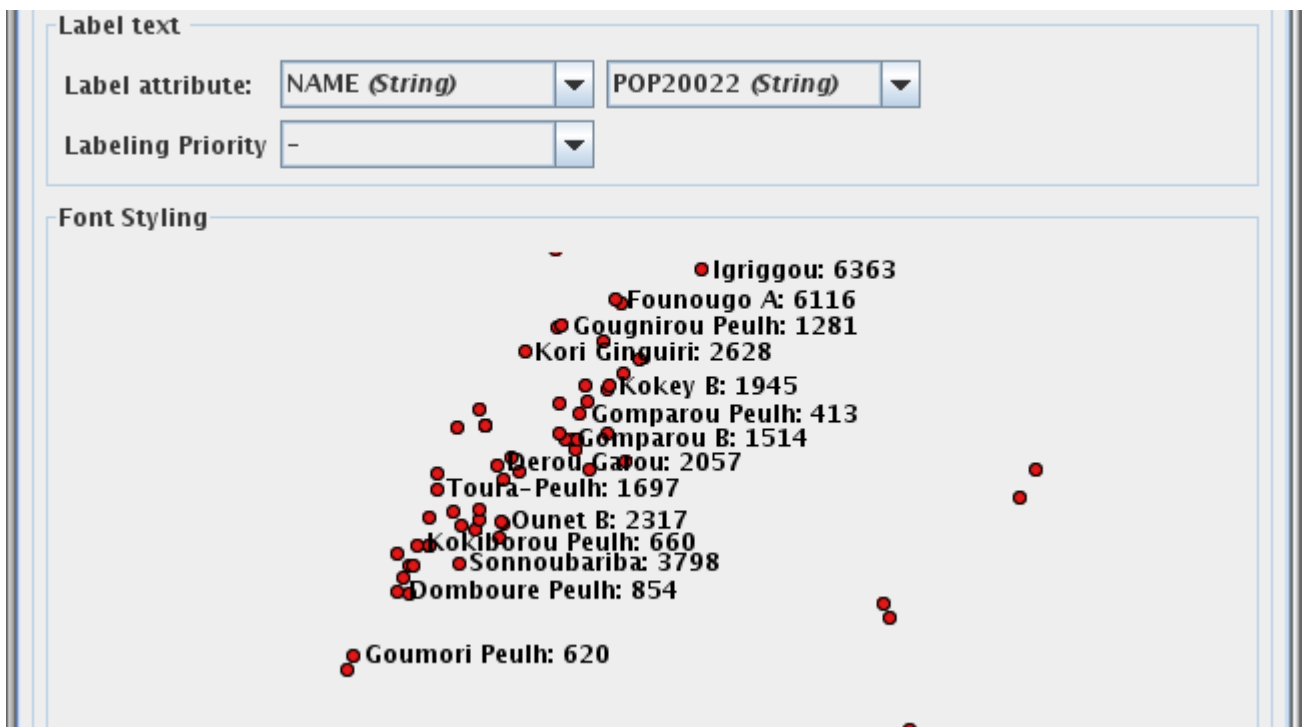 Label text
Label attribute: NAME (String) POP20022 (String)
Labeling Priority -
Font Styling
Igriggou: 6363
Founougo A: 6116
Gougnirou Peulh: 1281
Kori Ginguiri: 2628
Kokey B: 1945
Gomparou Peulh: 413
Gomparou B: 1514
Derou Garou: 2057
Toura-Peulh: 1697
Ounet B: 2317
Kokiborou Peulh: 660
Sonnoubariba: 3798
Domboure Peulh: 854
Goumori Peulh: 620